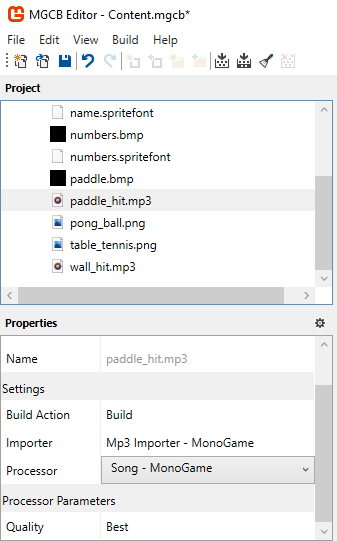 MGCB Editor - Content.mgcb*
File Edit View Build Help
Project
name.spritefont
numbers.bmp
numbers.spritefont
paddle.bmp
paddle_hit.mp3
pong_ball.png
table_tennis.png
wall_hit.mp3
Properties
Name paddle_hit.mp3
Settings
Build Action Build
Importer Mp3 Importer - MonoGame
Processor Song - MonoGame
Processor Parameters
Quality Best